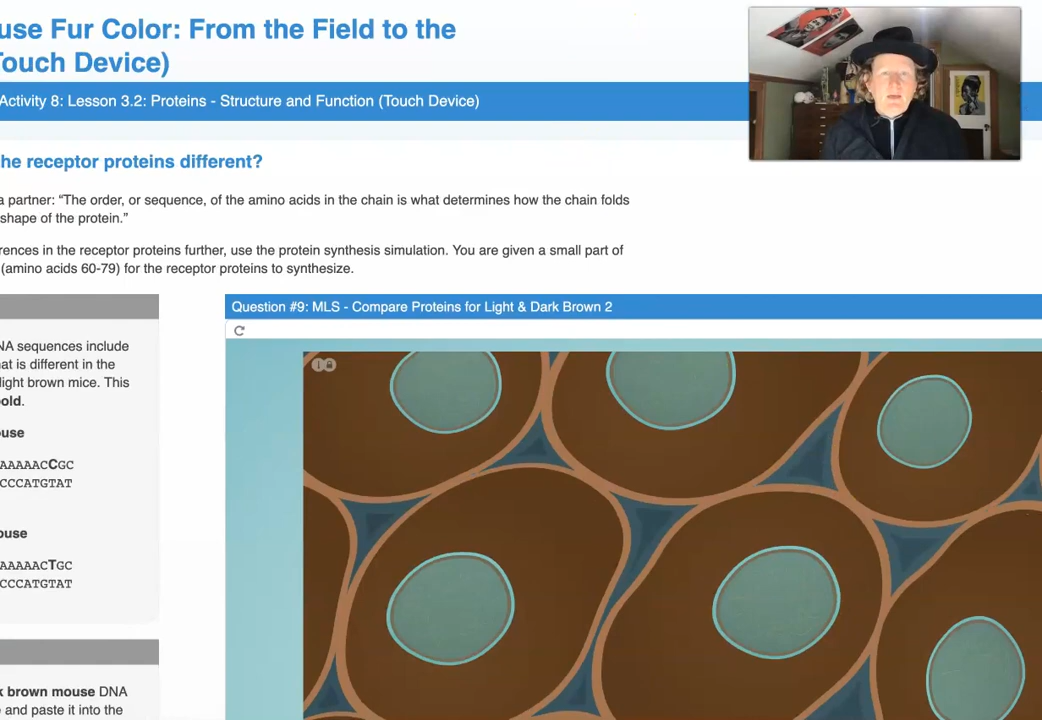 use Fur Color: From the Field to the
Touch Device)
Activity 8: Lesson 3.2: Proteins - Structure and Function (Touch Device)
he receptor proteins different?
a partner: “The order, or sequence, of the amino acids in the chain is what determines how the chain folds
shape of the protein.”
rences in the receptor proteins further, use the protein synthesis simulation. You are given a small part of
(amino acids 60-79) for the receptor proteins to synthesize.
NA sequences include
at is different in the
light brown mice. This
old.
ouse
AAAAACCGC
CCCATGTAT
ouse
AAAAACTGC
CCCATGTAT
k brown mouse DNA
and paste it into the
Question #9: MLS - Compare Proteins for Light & Dark Brown 2